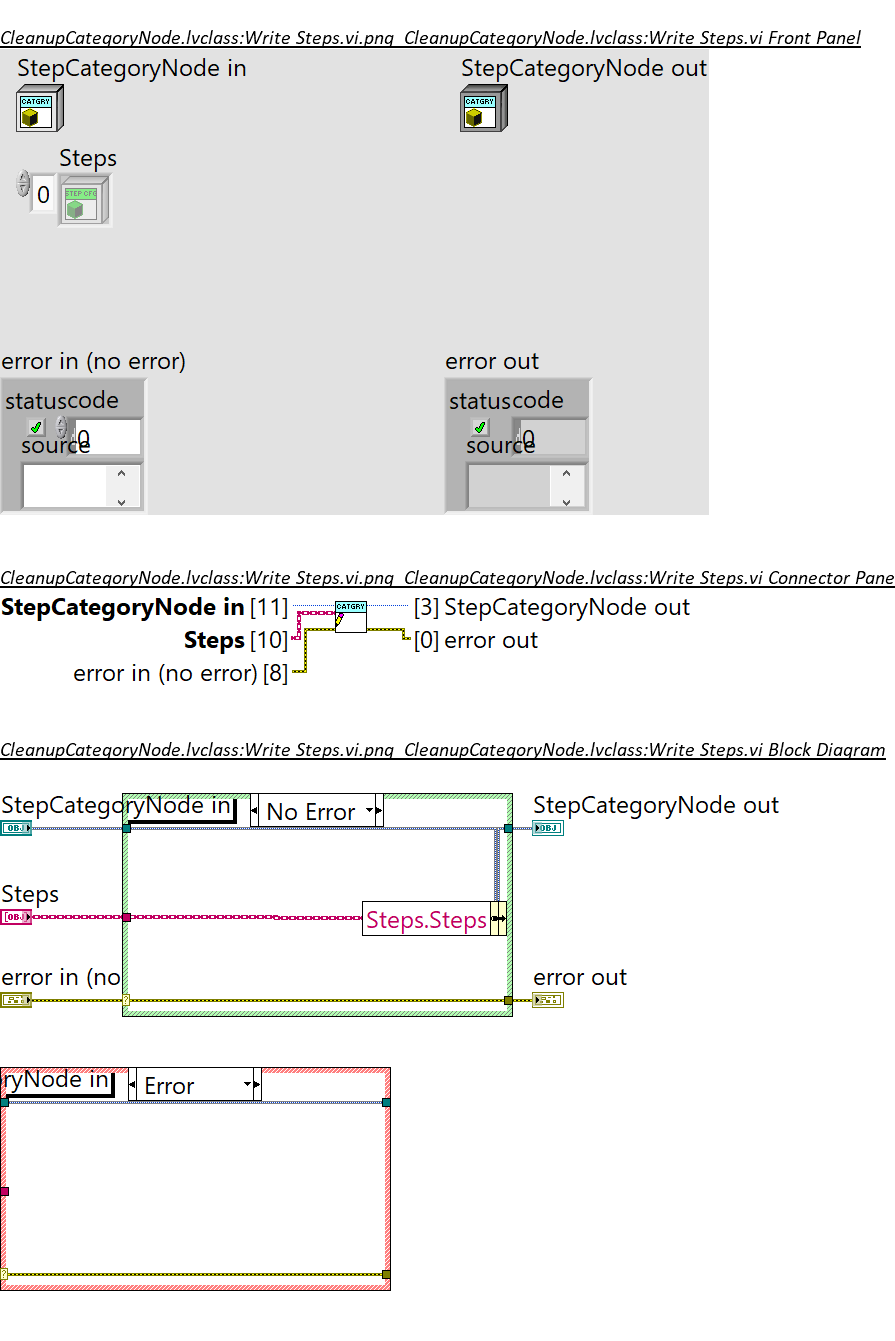 CleanupCategoryNode.lvclass:Write Steps.vi.png CleanupCategoryNode.lvclass:Write Steps.vi Front Panel
StepCategoryNode in
StepCategoryNode out
CATGRY
CATGRY
Steps
0
STEP CFG
error in (no error)
error out
status code
status code
0
0
source
source
CleanupCategoryNode.lvclass:Write Steps.vi.png CleanupCategoryNode.lvclass:Write Steps.vi Connector Pane
StepCategoryNode in [11]
CATGRY
[3] StepCategoryNode out
Steps [10]
[0] error out
error in (no error) [8]
CleanupCategoryNode.lvclass:Write Steps.vi.png CleanupCategoryNode.lvclass:Write Steps.vi Block Diagram
StepCategoryNode in
No Error
StepCategoryNode out
OBJ
OBJ
Steps
[OBJ]
Steps.Steps
error in (no
error out
?
ryNode in
Error
?